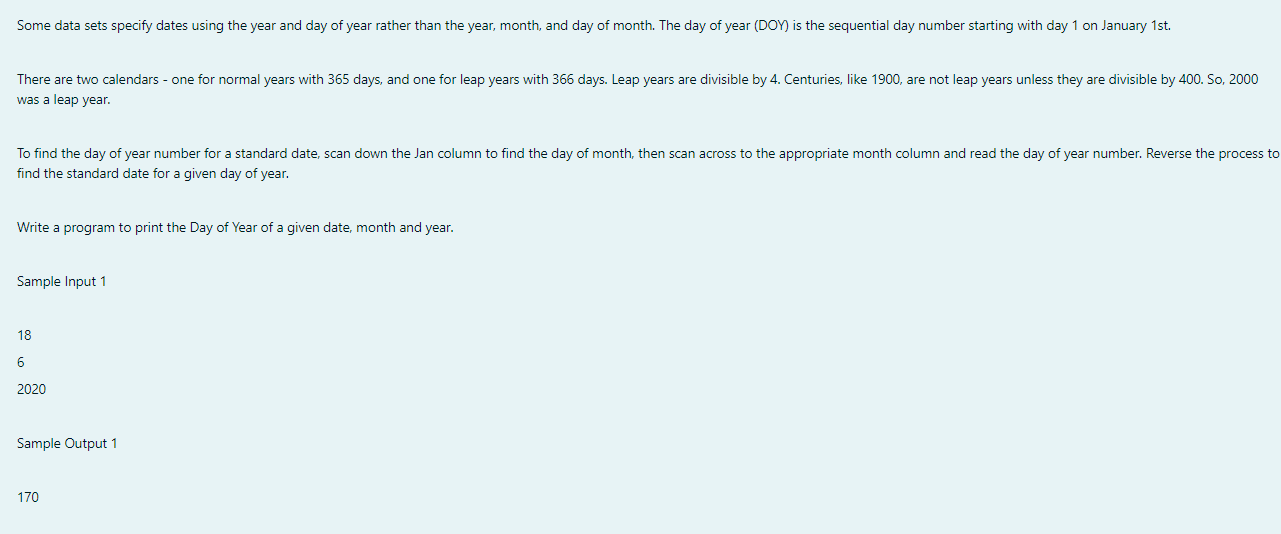 Some data sets specify dates using the year and day of year rather than the year, month, and day of month. The day of year (DOY) is the sequential day number starting with day 1 on January 1st.
There are two calendars - one for normal years with 365 days, and one for leap years with 366 days. Leap years are divisible by 4. Centuries, like 1900, are not leap years unless they are divisible by 400. So, 2000
was a leap year.
To find the day of year number for a standard date, scan down the Jan column to find the day of month, then scan across to the appropriate month column and read the day of year number. Reverse the process to
find the standard date for a given day of year.
Write a program to print the Day of Year of a given date, month and year.
Sample Input 1
18
6
2020
Sample Output 1
170